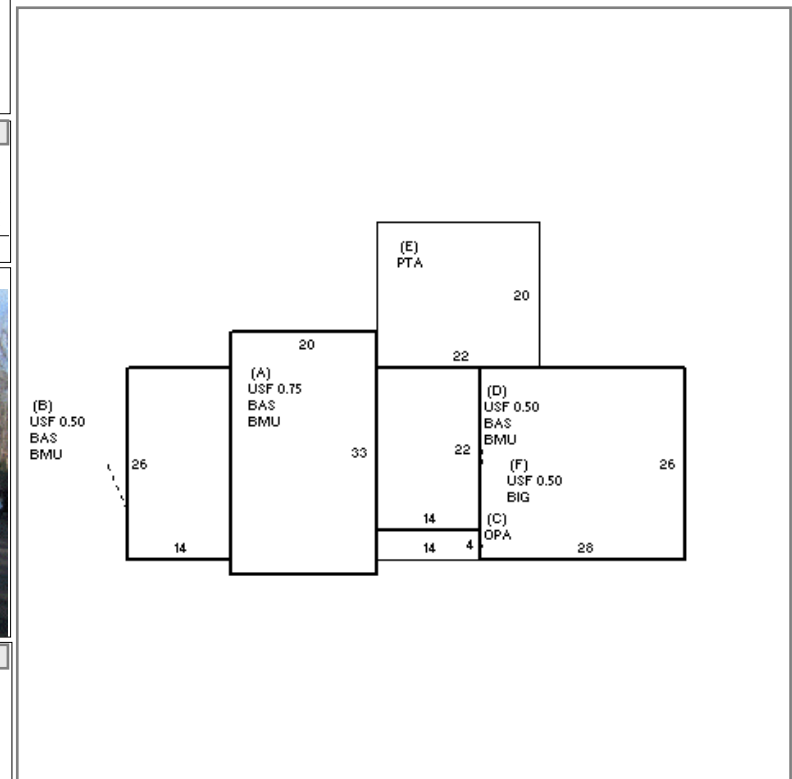 (E)
PTA
20
22
20
(A)
USF 0.75
BAS
BMU
33
(B)
USF 0.50
BAS
BMU
26
14
(D)
USF 0.50
BAS
BMU
22
(F)
USF 0.50
BIG
26
14
(C)
OPA
14
4
28